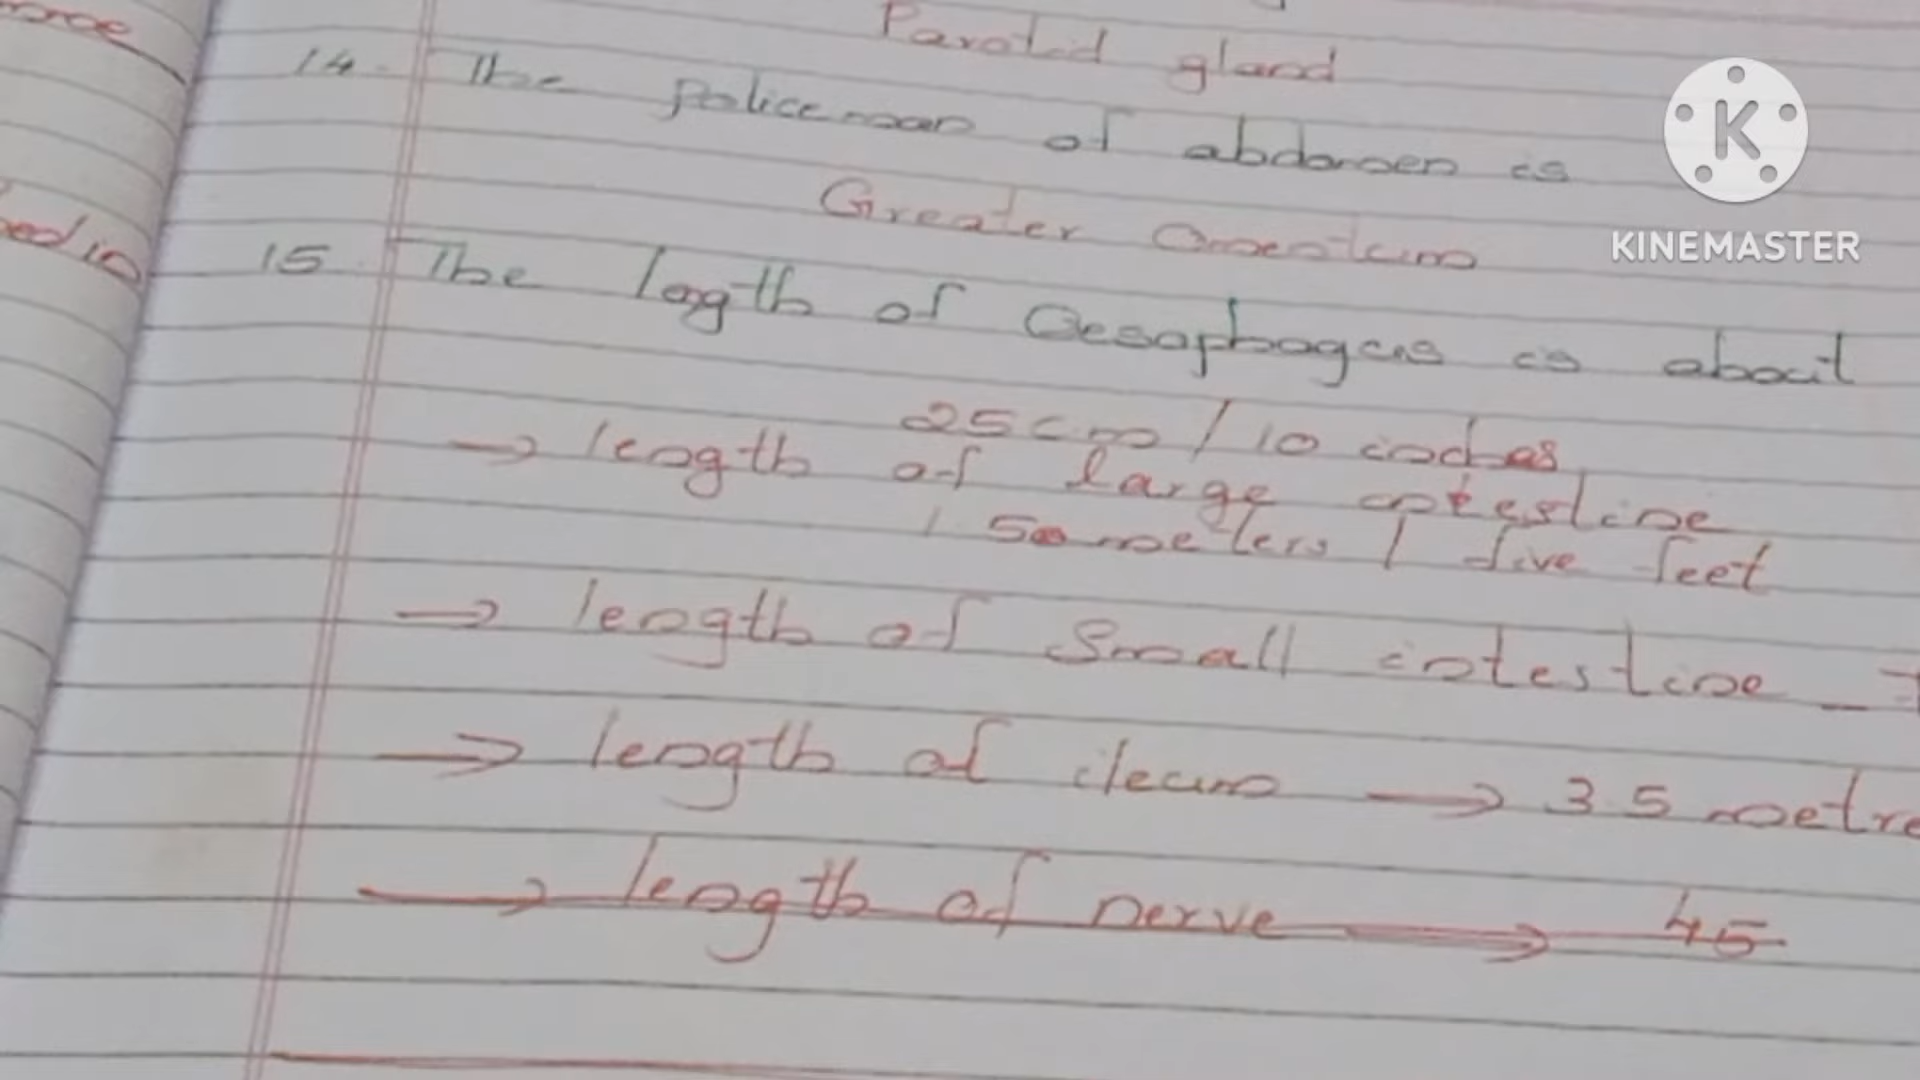 Parotid gland
14. The policeman of abdomen is
Greater Omentum
15 The length of Oesophagus is about
25cm / 10 inches
→ length of large intestine
1 50 meters / five feet
→ length of Small intestine →
→ length of ileum → 3.5 metre
→ length of nerve → 45
K
KINEMASTER